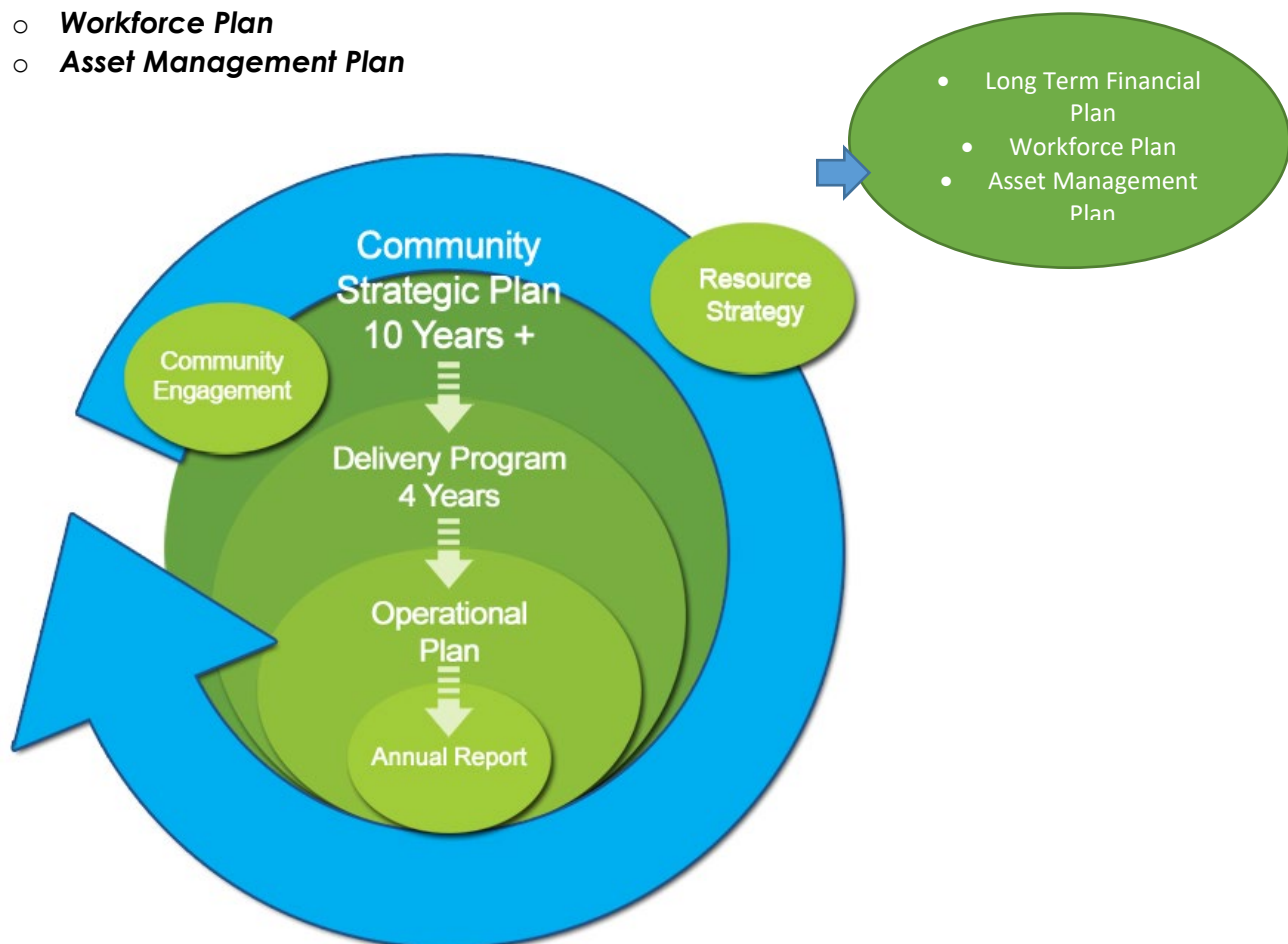 o Workforce Plan
o Asset Management Plan
• Long Term Financial
Plan
• Workforce Plan
• Asset Management
Plan
Community
Strategic Plan
10 Years +
Resource
Strategy
Community
Engagement
Delivery Program
4 Years
Operational
Plan
Annual Report